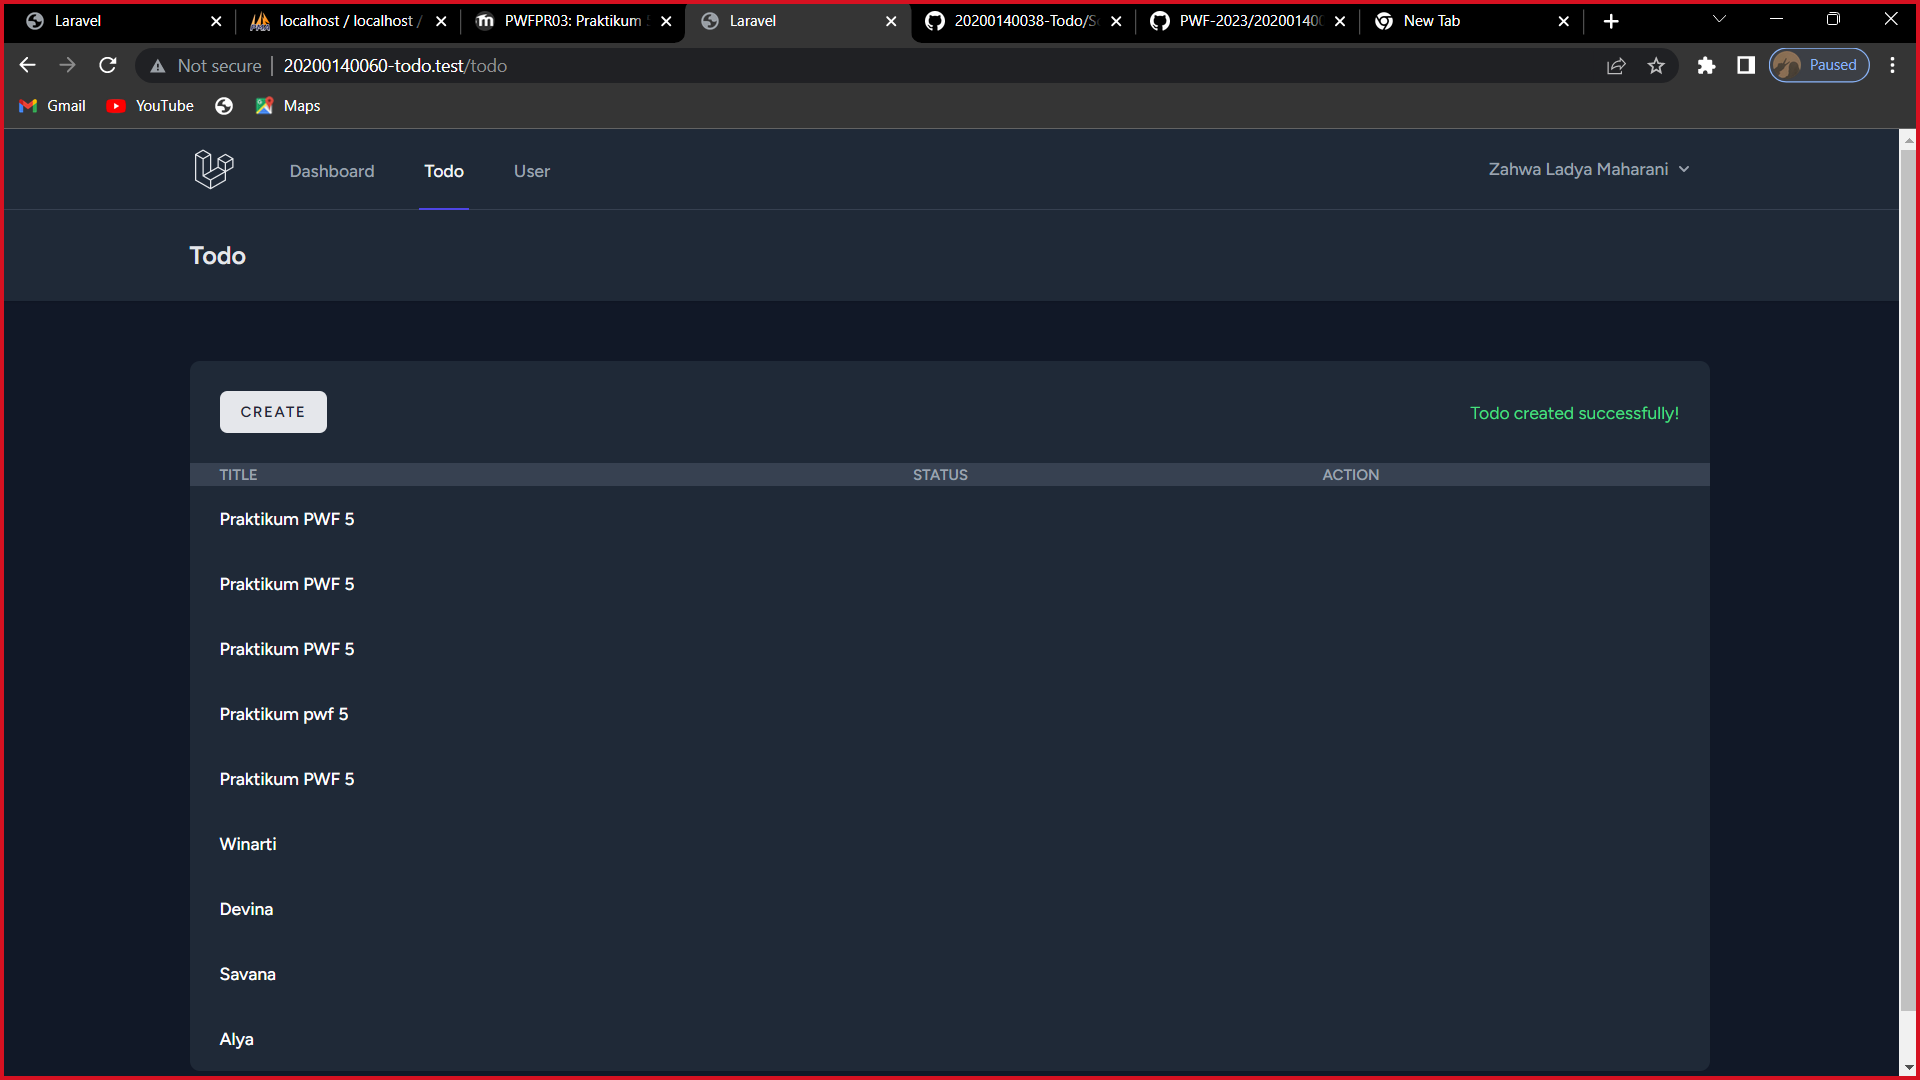 Laravel
localhost / localhost /
PWFPR03: Praktikum
Laravel
20200140038-Todo/S
PWF-2023/20200140
New Tab
Not secure
20200140060-todo.test/todo
Paused
Gmail
YouTube
Maps
Dashboard
Todo
User
Zahwa Ladya Maharani
Todo
CREATE
Todo created successfully!
TITLE
STATUS
ACTION
Praktikum PWF 5
Praktikum PWF 5
Praktikum PWF 5
Praktikum pwf 5
Praktikum PWF 5
Winarti
Devina
Savana
Alya